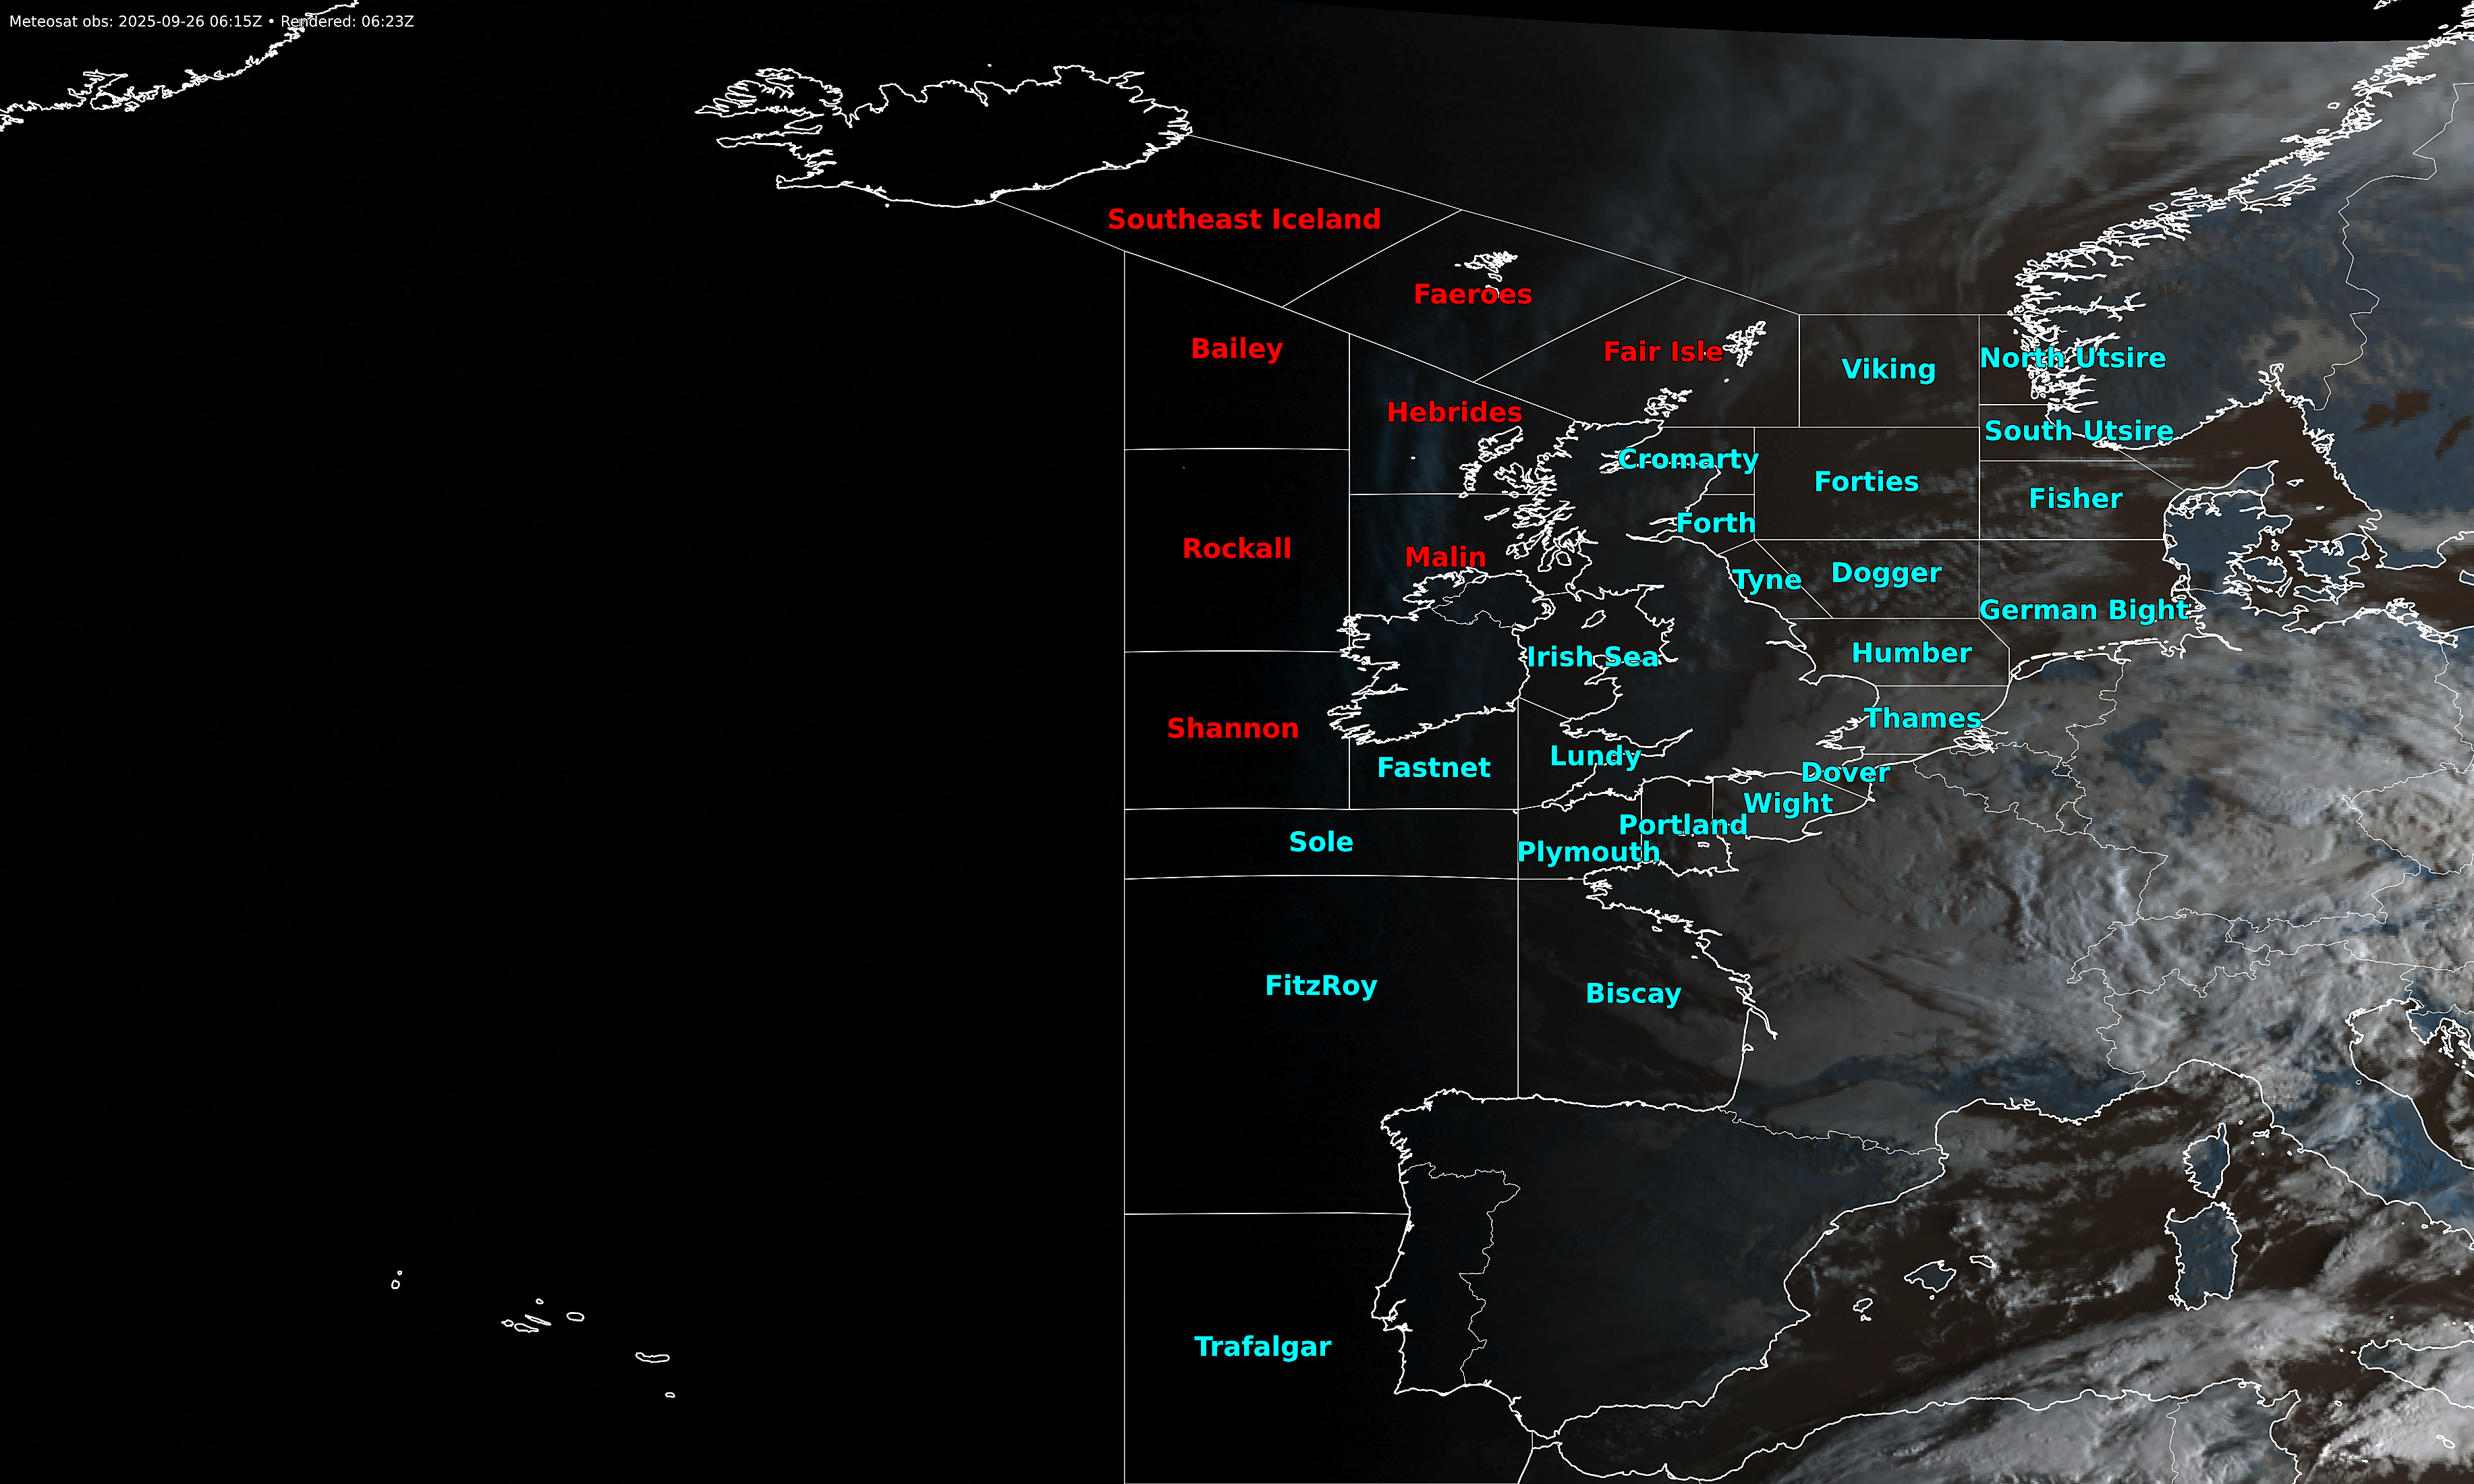 Meteosat obs: 2025-09-26 06:15Z • Rendered: 06:23Z
Southeast Iceland
Faeroes
Bailey
Fair Isle
North Utsire
Viking
Hebrides
South Utsire
Cromarty
Forties
Fisher
Forth
Rockall
Malin
Dogger
Tyne
German Bight
Humber
Irish Sea
Thames
Shannon
Lundy
Fastnet
Dover
Wight
Portland
Sole
Plymouth
FitzRoy
Biscay
Trafalgar